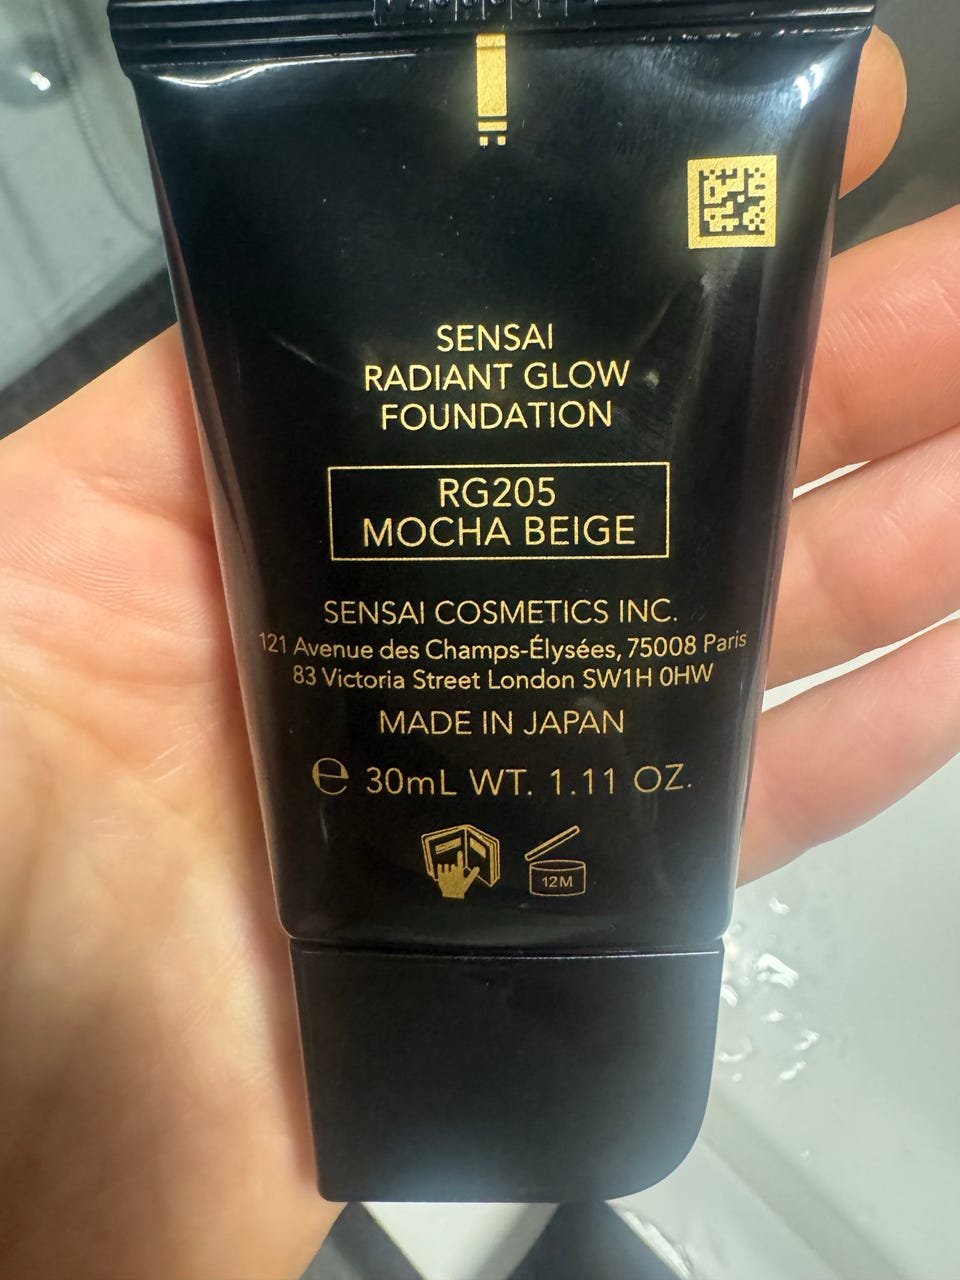 SENSAI
RADIANT GLOW
FOUNDATION
RG205
MOCHA BEIGE
SENSAI COSMETICS INC.
121 Avenue des Champs-Élysées, 75008 Paris
83 Victoria Street London SW1H 0HW
MADE IN JAPAN
℮ 30mL WT. 1.11 OZ.
12M